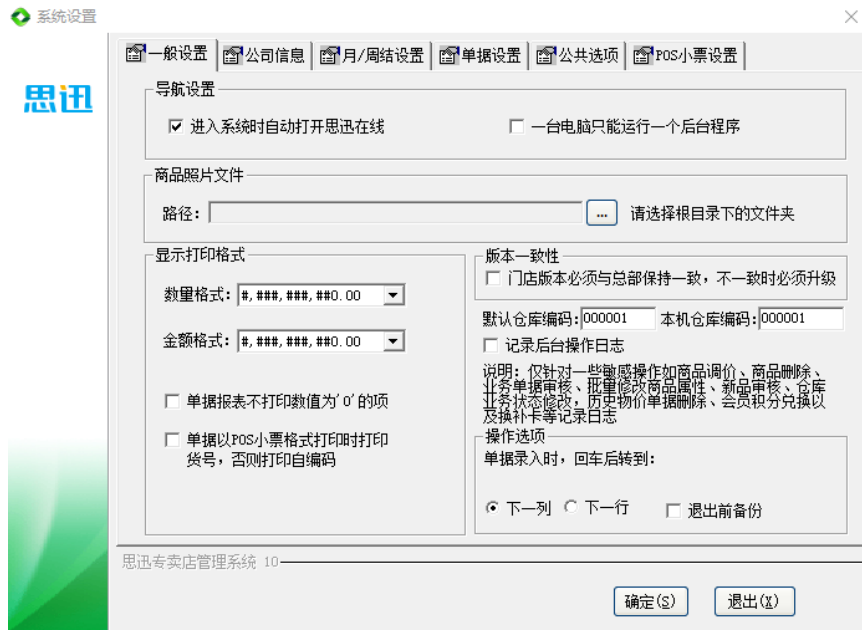 系统设置
思迅
一般设置 公司信息 月/周结设置 单据设置 公共选项 POS小票设置
导航设置
进入系统时自动打开思迅在线 一台电脑只能运行一个后台程序
商品照片文件
路径: ... 请选择根目录下的文件夹
显示打印格式
数量格式: #,###,###,##0.00
金额格式: #,###,###,##0.00
单据报表不打印数值为'0'的项
单据以POS小票格式打印时打印
货号，否则打印自编码
版本一致性
门店版本必须与总部保持一致，不一致时必须升级
默认仓库编码: 000001 本机仓库编码: 000001
记录后台操作日志
说明：仅针对一些敏感操作如商品调价、商品删除、
业务单据审核、批量修改商品属性、新品审核、仓库
业务状态修改，历史物价单据删除、会员积分兑换以
及换补卡等记录日志
操作选项
单据录入时，回车后转到:
下一列 下一行 退出前备份
思迅专卖店管理系统 10
确定(S) 退出(X)